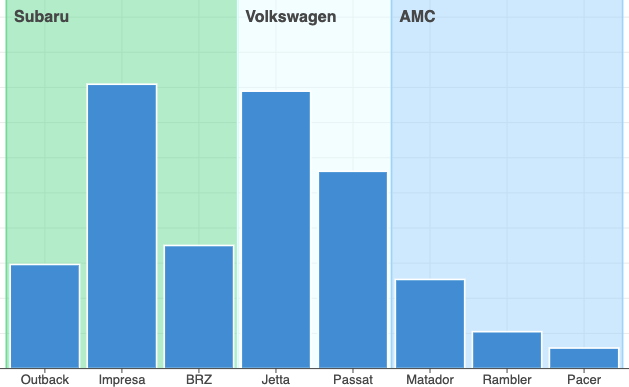 Subaru Volkswagen AMC
Outback Impresa BRZ Jetta Passat Matador Rambler Pacer